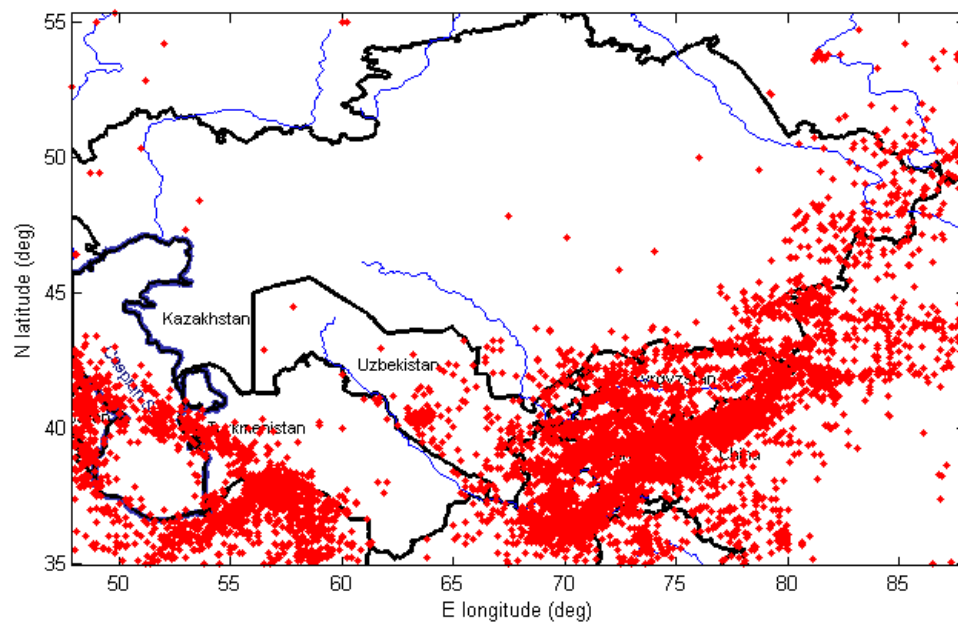 55
50
N latitude (deg)
45
Kazakhstan
Uzbekistan
Caspian
40
Turkmenistan
China
35
50 55 60 65 70 75 80 85
E longitude (deg)